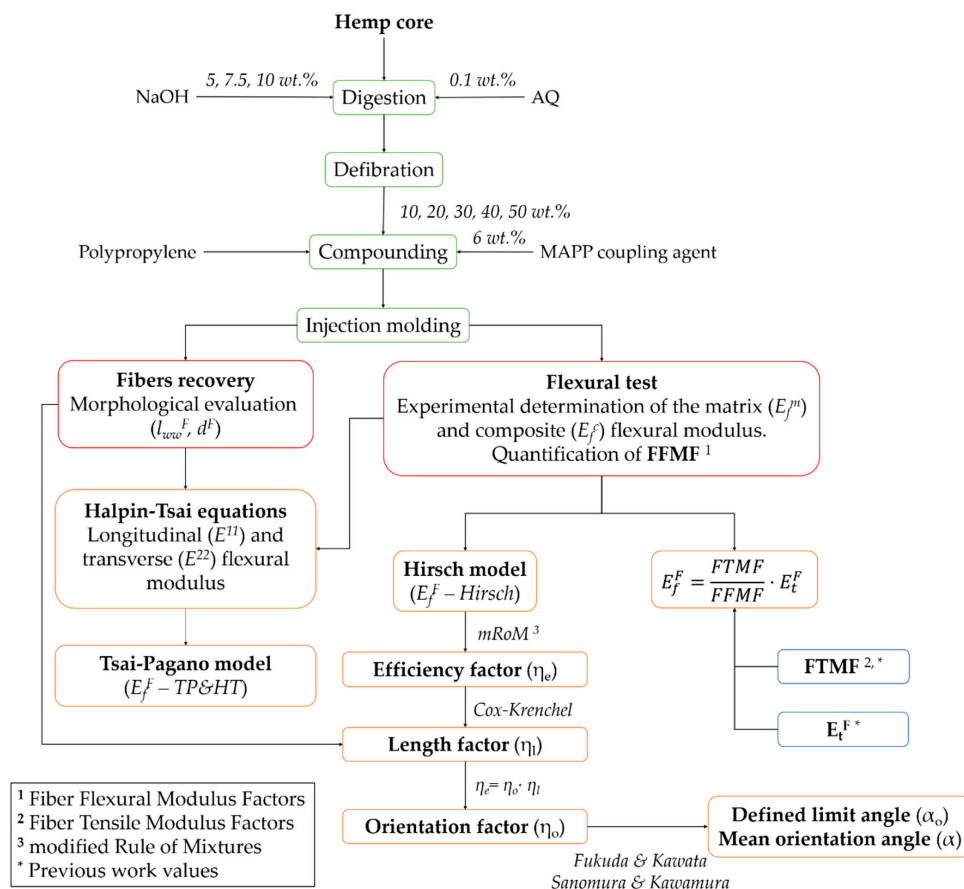 Hemp core
5, 7.5, 10 wt.%
0.1 wt.%
NaOH
Digestion
AQ
Defibration
10, 20, 30, 40, 50 wt.%
6 wt.%
Polypropylene
Compounding
MAPP coupling agent
Injection molding
Fibers recovery
Morphological evaluation
(l_ww^F, d^F)
Flexural test
Experimental determination of the matrix (E_f^m)
and composite (E_f^c) flexural modulus.
Quantification of FFMF ¹
Halpin-Tsai equations
Longitudinal (E^11) and
transverse (E^22) flexural
modulus
Hirsch model
(E_f^F – Hirsch)
E_f^F = FTMF/FFMF · E_t^F
mRoM ³
Tsai-Pagano model
(E_f^F – TP&HT)
Efficiency factor (η_e)
FTMF ²,*
Cox-Krenchel
E_t^F *
Length factor (η_l)
η_e= η_o· η_l
Orientation factor (η_o)
Defined limit angle (α_o)
Mean orientation angle (α)
Fukuda & Kawata
Sanomura & Kawamura
¹ Fiber Flexural Modulus Factors
² Fiber Tensile Modulus Factors
³ modified Rule of Mixtures
* Previous work values